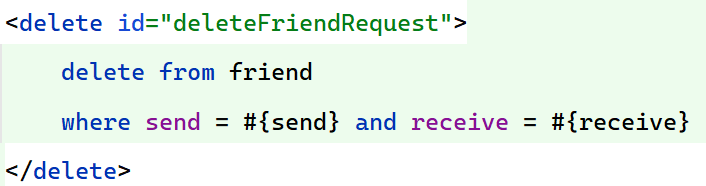 <delete id="deleteFriendRequest">
delete from friend
where send = #{send} and receive = #{receive}
</delete>